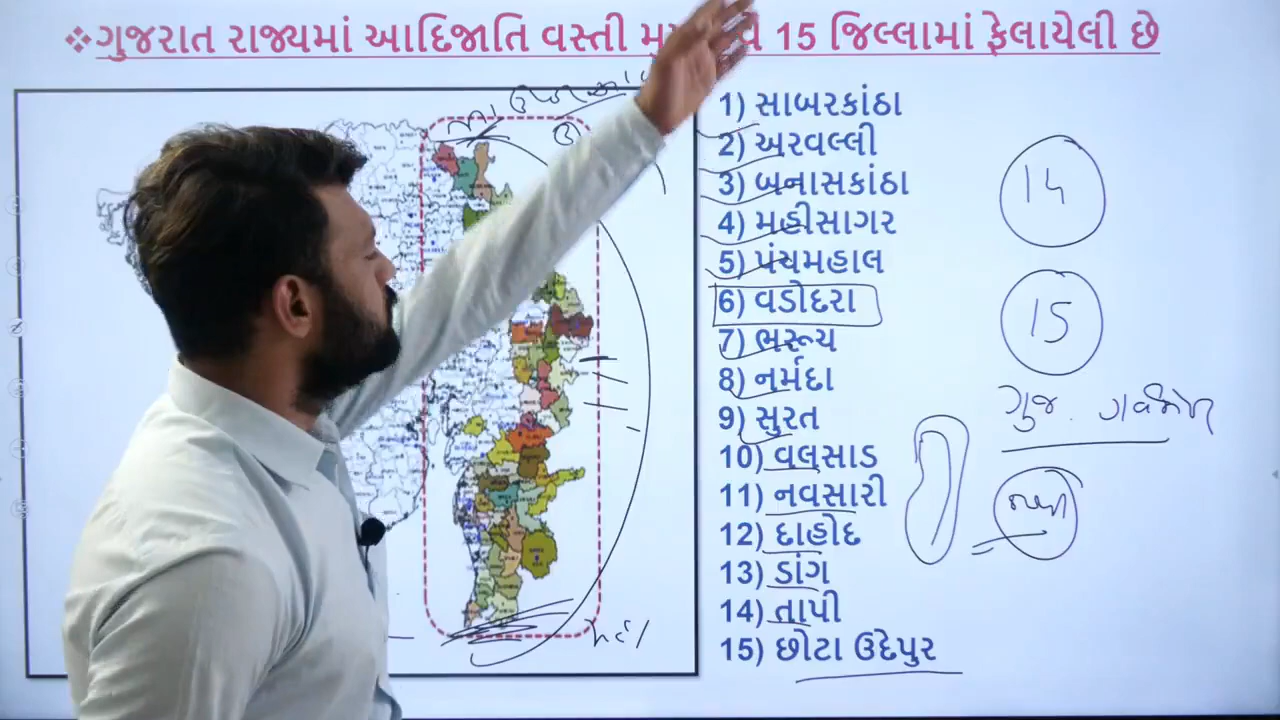 ❖ગુજરાત રાજ્યમાં આદિજાતિ વસ્તી 15 જિલ્લામાં ફેલાયેલી છે
1) સાબરકાંઠા
2) અરવલ્લી
3) બનાસકાંઠા
4) મહીસાગર
5) પંચમહાલ
6) વડોદરા
7) ભરૂચ
8) નર્મદા
9) સુરત
10) વલસાડ
11) નવસારી
12) દાહોદ
13) ડાંગ
14) તાપી
15) છોટા ઉદેપુર
14
15
ગુજ.